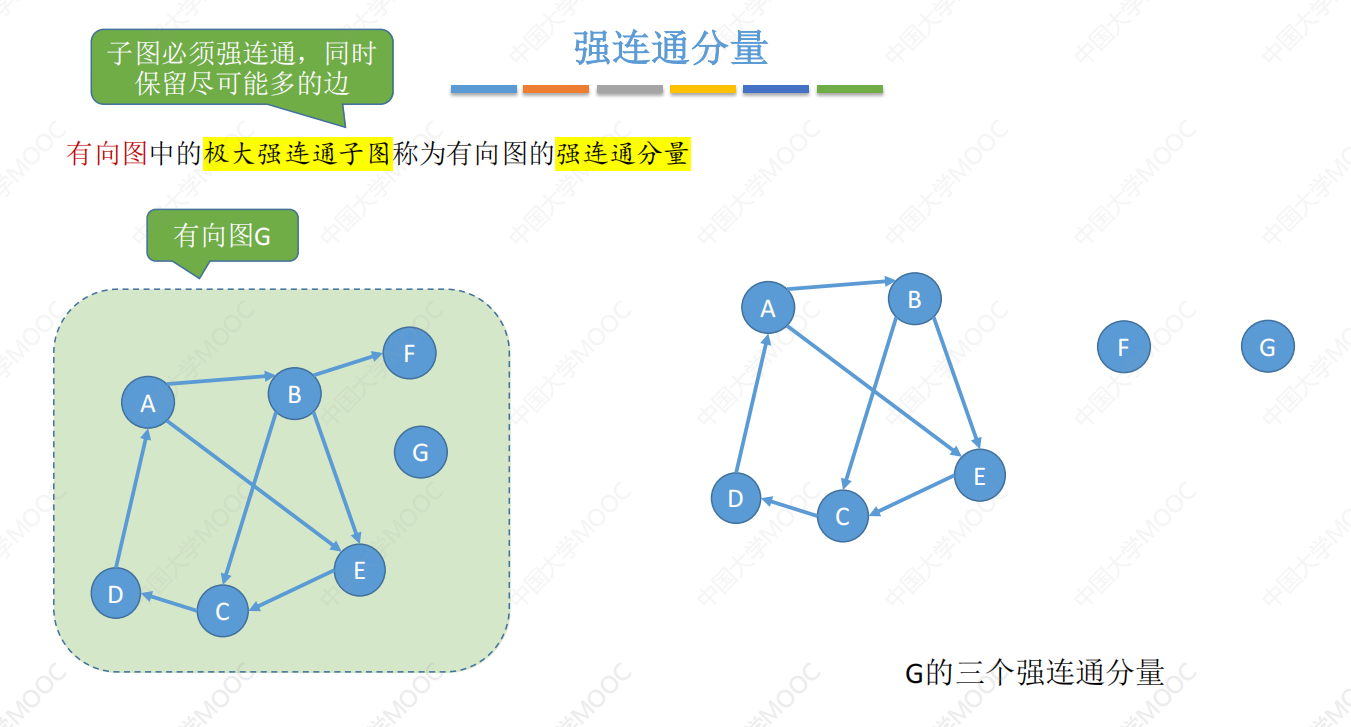 强连通分量
子图必须强连通，同时
保留尽可能多的边
有向图中的极大强连通子图称为有向图的强连通分量
有向图G
A
B
F
G
E
D
C
A
B
F
G
E
D
C
G的三个强连通分量
中国大学MOOC